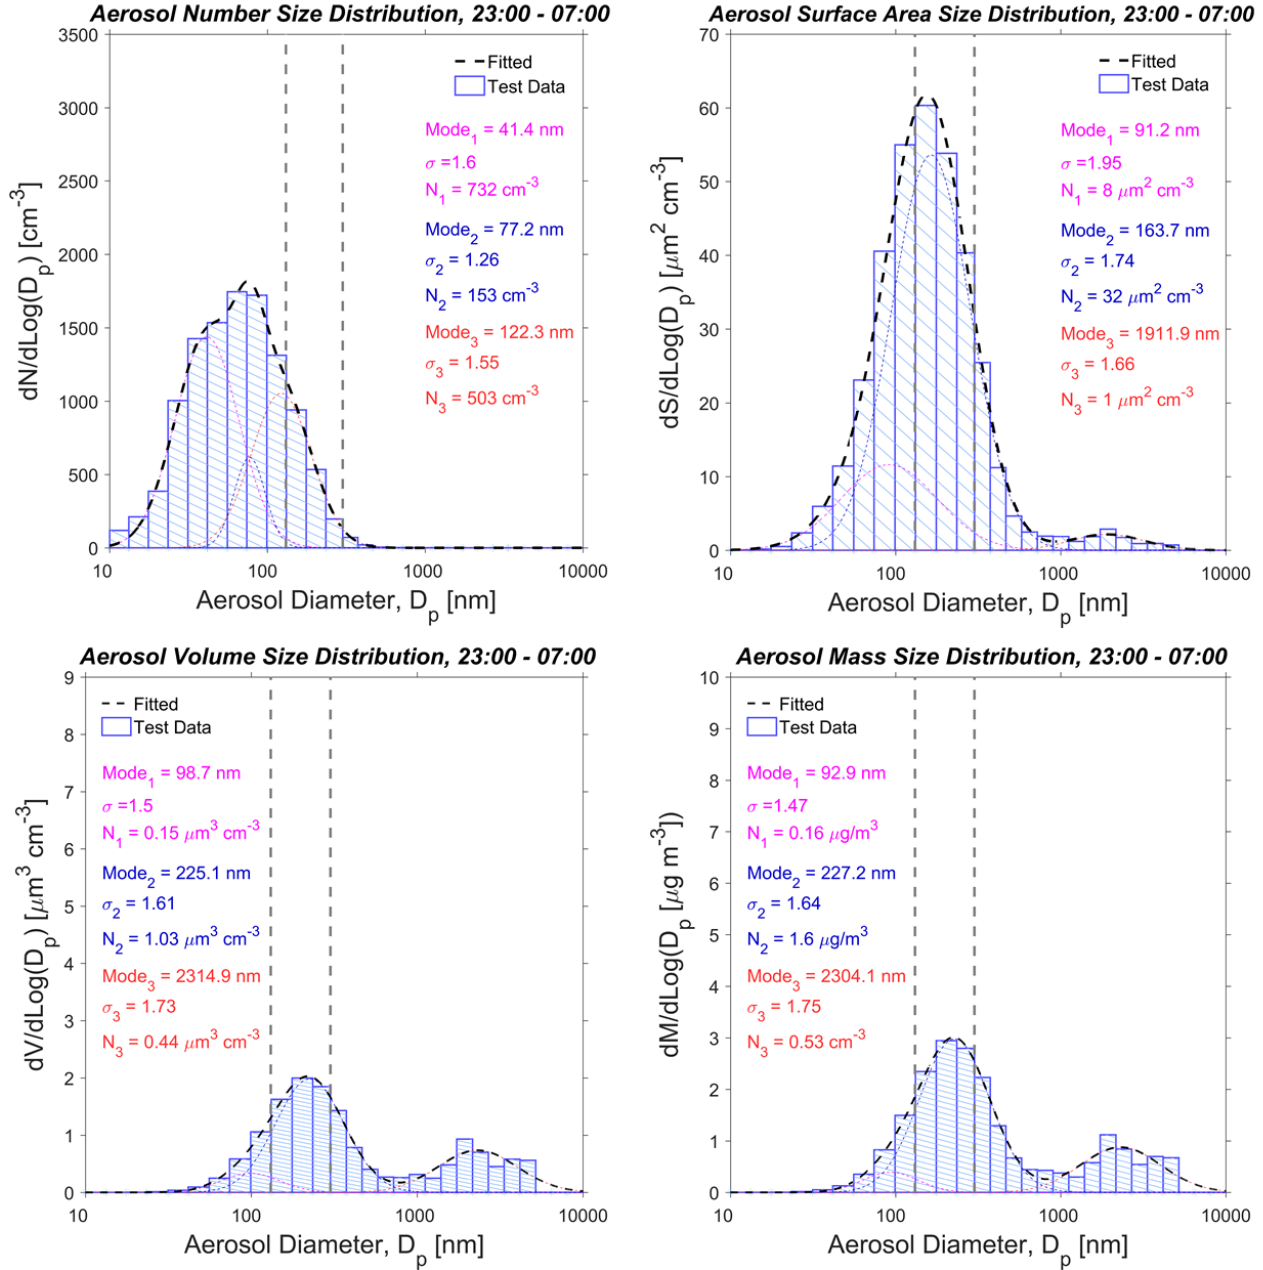 Aerosol Number Size Distribution, 23:00 - 07:00
3500
3000
2500
2000
1500
1000
500
0
dN/dLog(Dp) [cm-3]
Fitted
Test Data
Mode1 = 41.4 nm
σ =1.6
N1 = 732 cm-3
Mode2 = 77.2 nm
σ2 = 1.26
N2 = 153 cm-3
Mode3 = 122.3 nm
σ3 = 1.55
N3 = 503 cm-3
10 100 1000 10000
Aerosol Diameter, Dp [nm]
Aerosol Surface Area Size Distribution, 23:00 - 07:00
70
60
50
40
30
20
10
0
dS/dLog(Dp) [μm2 cm-3]
Fitted
Test Data
Mode1 = 91.2 nm
σ =1.95
N1 = 8 μm2 cm-3
Mode2 = 163.7 nm
σ2 = 1.74
N2 = 32 μm2 cm-3
Mode3 = 1911.9 nm
σ3 = 1.66
N3 = 1 μm2 cm-3
10 100 1000 10000
Aerosol Diameter, Dp [nm]
Aerosol Volume Size Distribution, 23:00 - 07:00
9
8
7
6
5
4
3
2
1
0
dV/dLog(Dp) [μm3 cm-3]
Fitted
Test Data
Mode1 = 98.7 nm
σ =1.5
N1 = 0.15 μm3 cm-3
Mode2 = 225.1 nm
σ2 = 1.61
N2 = 1.03 μm3 cm-3
Mode3 = 2314.9 nm
σ3 = 1.73
N3 = 0.44 μm3 cm-3
10 100 1000 10000
Aerosol Diameter, Dp [nm]
Aerosol Mass Size Distribution, 23:00 - 07:00
10
9
8
7
6
5
4
3
2
1
0
dM/dLog(Dp [μg m-3])
Fitted
Test Data
Mode1 = 92.9 nm
σ =1.47
N1 = 0.16 μg/m3
Mode2 = 227.2 nm
σ2 = 1.64
N2 = 1.6 μg/m3
Mode3 = 2304.1 nm
σ3 = 1.75
N3 = 0.53 cm-3
10 100 1000 10000
Aerosol Diameter, Dp [nm]